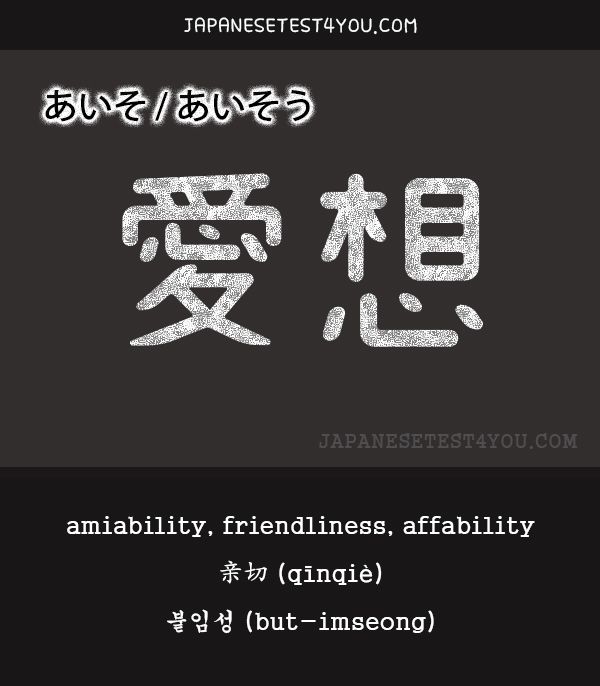 JAPANESETEST4YOU.COM
あいそ / あいそう
愛想
JAPANESETEST4YOU.COM
amiability, friendliness, affability
亲切 (qīnqiè)
붙임성 (but-imseong)